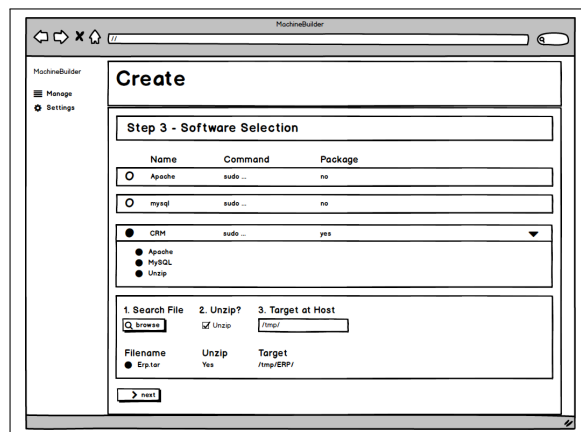 MachineBuilder
//
MachineBuilder
Manage
Settings
Create
Step 3 - Software Selection
Name Command Package
Apache sudo ... no
mysql sudo ... no
CRM sudo ... yes
Apache
MySQL
Unzip
1. Search File 2. Unzip? 3. Target at Host
browse Unzip /tmp/
Filename Unzip Target
Erp.tar Yes /tmp/ERP/
next